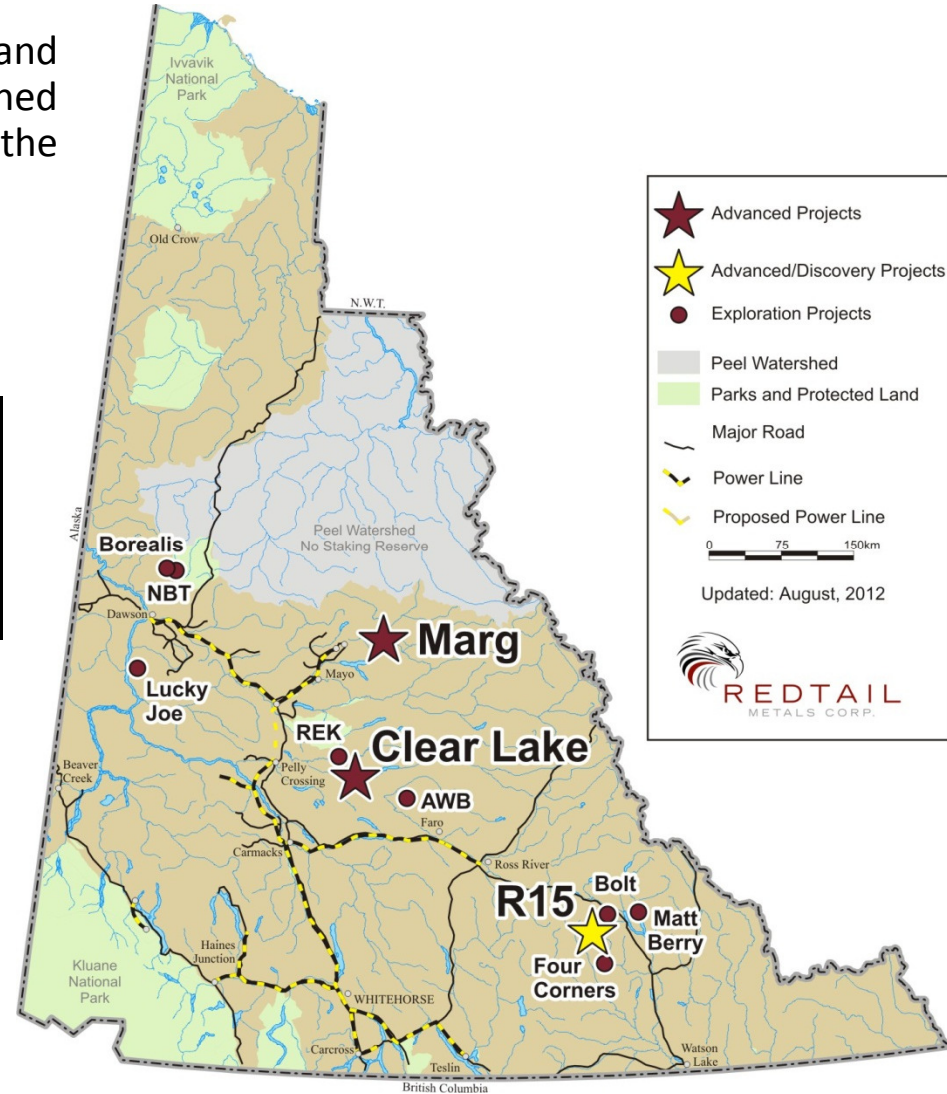 and
ned
the
Ivvavik
National
Park
Old Crow
N.W.T.
Alaska
Peel Watershed
No Staking Reserve
Borealis
NBT
Dawson
Marg
Mayo
Lucky
Joe
REK
Clear Lake
Beaver
Creek
Pelly
Crossing
AWB
Faro
Carmacks
Ross River
Bolt
R15
Matt
Berry
Haines
Junction
Four
Corners
Kluane
National
Park
WHITEHORSE
Carcross
Teslin
Watson
Lake
British Columbia
Advanced Projects
Advanced/Discovery Projects
Exploration Projects
Peel Watershed
Parks and Protected Land
Major Road
Power Line
Proposed Power Line
0 75 150km
Updated: August, 2012
REDTAIL
METALS CORP.